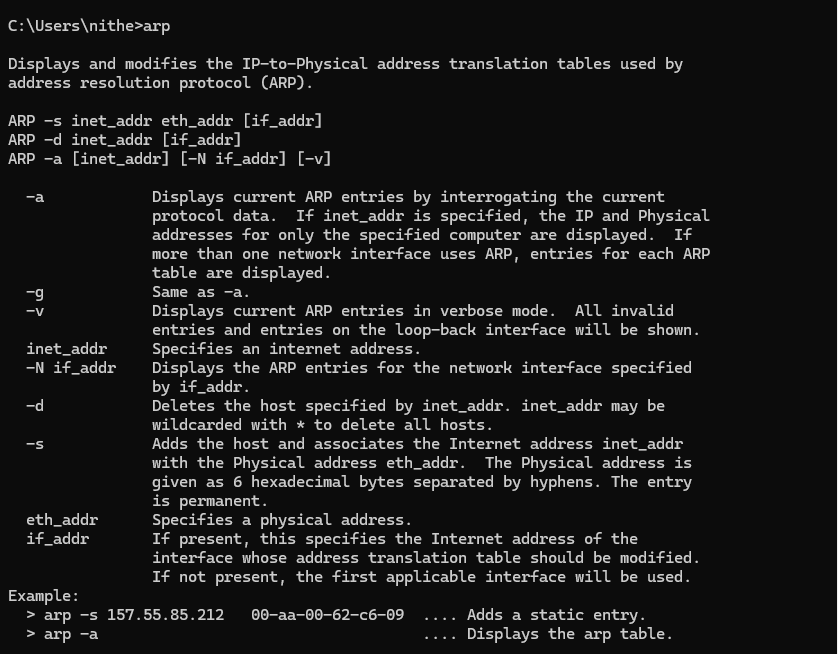 C:\Users\nithe>arp
Displays and modifies the IP-to-Physical address translation tables used by
address resolution protocol (ARP).
ARP -s inet_addr eth_addr [if_addr]
ARP -d inet_addr [if_addr]
ARP -a [inet_addr] [-N if_addr] [-v]
-a Displays current ARP entries by interrogating the current
protocol data. If inet_addr is specified, the IP and Physical
addresses for only the specified computer are displayed. If
more than one network interface uses ARP, entries for each ARP
table are displayed.
-g Same as -a.
-v Displays current ARP entries in verbose mode. All invalid
entries and entries on the loop-back interface will be shown.
inet_addr Specifies an internet address.
-N if_addr Displays the ARP entries for the network interface specified
by if_addr.
-d Deletes the host specified by inet_addr. inet_addr may be
wildcarded with * to delete all hosts.
-s Adds the host and associates the Internet address inet_addr
with the Physical address eth_addr. The Physical address is
given as 6 hexadecimal bytes separated by hyphens. The entry
is permanent.
eth_addr Specifies a physical address.
if_addr If present, this specifies the Internet address of the
interface whose address translation table should be modified.
If not present, the first applicable interface will be used.
Example:
> arp -s 157.55.85.212 00-aa-00-62-c6-09 .... Adds a static entry.
> arp -a .... Displays the arp table.